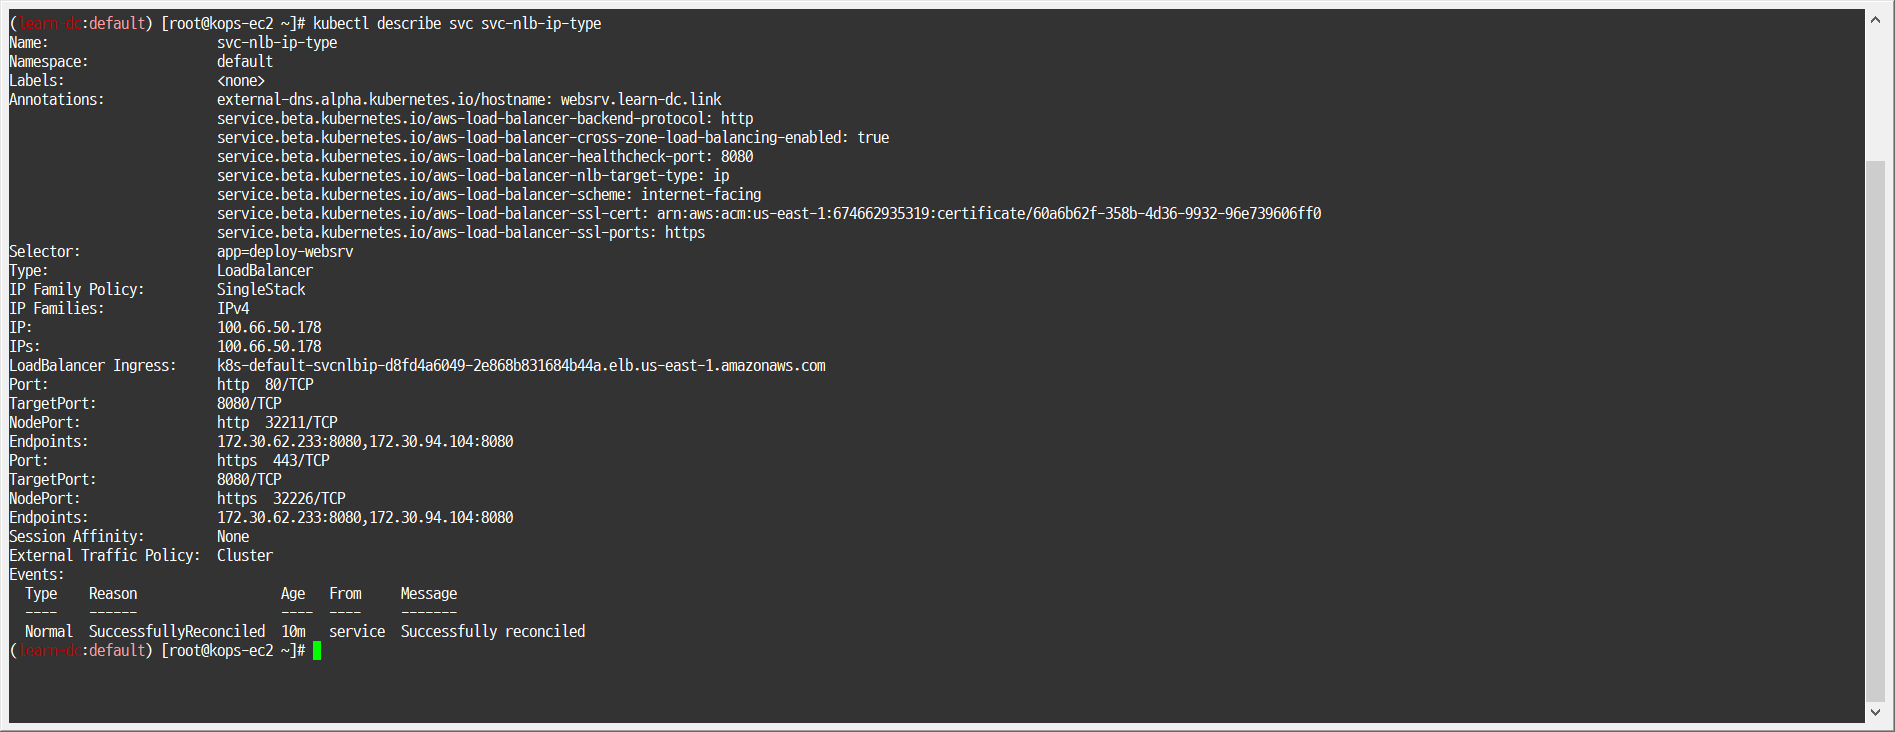 (learn-dc:default) [root@kops-ec2 ~]# kubectl describe svc svc-nlb-ip-type
Name:                     svc-nlb-ip-type
Namespace:                default
Labels:                   <none>
Annotations:              external-dns.alpha.kubernetes.io/hostname: websrv.learn-dc.link
                          service.beta.kubernetes.io/aws-load-balancer-backend-protocol: http
                          service.beta.kubernetes.io/aws-load-balancer-cross-zone-load-balancing-enabled: true
                          service.beta.kubernetes.io/aws-load-balancer-healthcheck-port: 8080
                          service.beta.kubernetes.io/aws-load-balancer-nlb-target-type: ip
                          service.beta.kubernetes.io/aws-load-balancer-scheme: internet-facing
                          service.beta.kubernetes.io/aws-load-balancer-ssl-cert: arn:aws:acm:us-east-1:674662935319:certificate/60a6b62f-358b-4d36-9932-96e739606ff0
                          service.beta.kubernetes.io/aws-load-balancer-ssl-ports: https
Selector:                 app=deploy-websrv
Type:                     LoadBalancer
IP Family Policy:         SingleStack
IP Families:              IPv4
IP:                       100.66.50.178
IPs:                      100.66.50.178
LoadBalancer Ingress:     k8s-default-svcnlbip-d8fd4a6049-2e868b831684b44a.elb.us-east-1.amazonaws.com
Port:                     http  80/TCP
TargetPort:               8080/TCP
NodePort:                 http  32211/TCP
Endpoints:                172.30.62.233:8080,172.30.94.104:8080
Port:                     https  443/TCP
TargetPort:               8080/TCP
NodePort:                 https  32226/TCP
Endpoints:                172.30.62.233:8080,172.30.94.104:8080
Session Affinity:         None
External Traffic Policy:  Cluster
Events:
  Type    Reason                  Age   From     Message
  ----    ------                  ----  ----     -------
  Normal  SuccessfullyReconciled  10m   service  Successfully reconciled
(learn-dc:default) [root@kops-ec2 ~]#